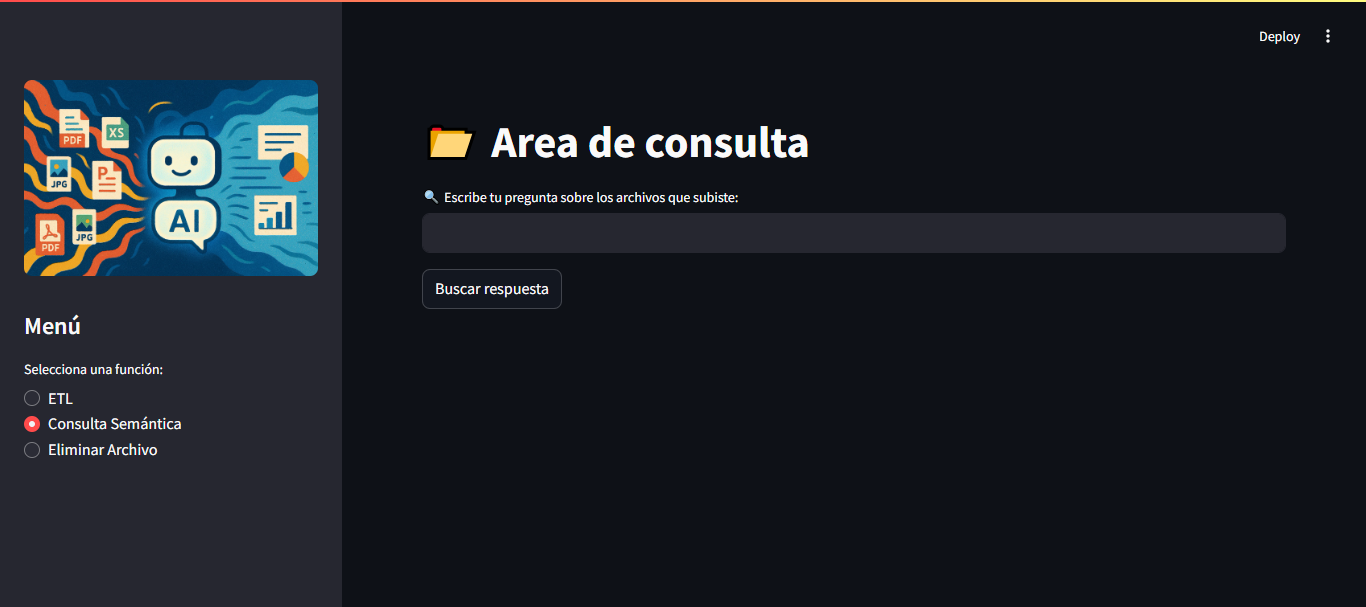 Deploy
PDF
XS
JPG
P
PDF
JPG
AI
Menú
Selecciona una función:
ETL
Consulta Semántica
Eliminar Archivo
Area de consulta
Escribe tu pregunta sobre los archivos que subiste:
Buscar respuesta